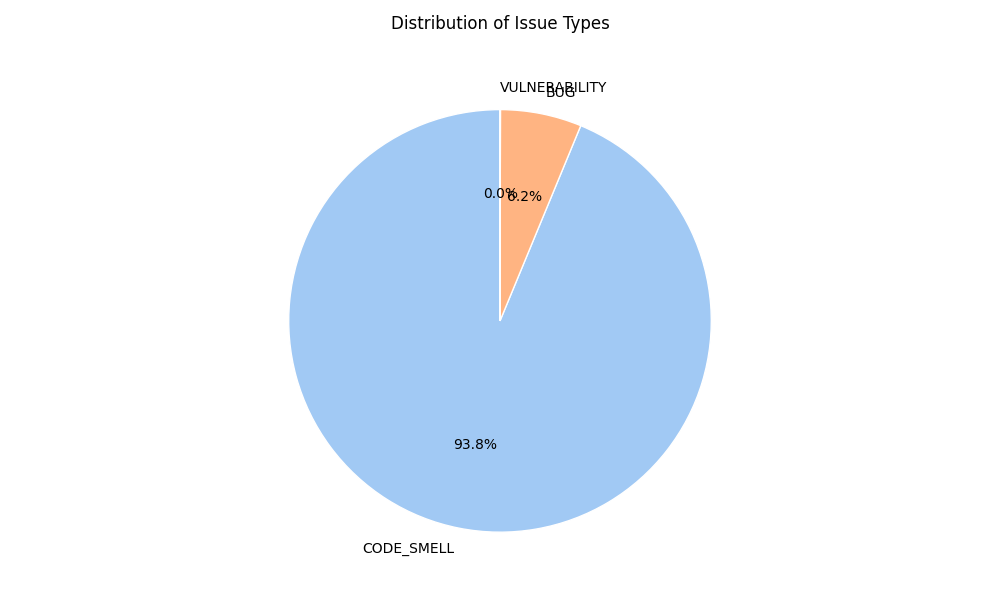 Distribution of Issue Types
VULNERABILITY
BUG
0.0%
6.2%
93.8%
CODE_SMELL